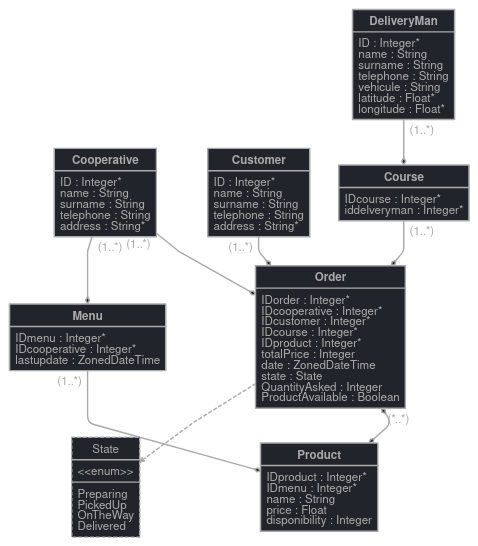 DeliveryMan
ID : Integer*
name : String
surname : String
telephone : String
vehicule : String
latitude : Float*
longitude : Float*
(1..*)
Cooperative
ID : Integer*
name : String
surname : String
telephone : String
address : String*
(1..*)
(1..*)
Customer
ID : Integer*
name : String
surname : String
telephone : String
address : String*
(1..*)
Course
IDcourse : Integer*
iddelveryman : Integer*
(1..*)
Order
IDorder : Integer*
IDcooperative : Integer*
IDcustomer : Integer*
IDcourse : Integer*
IDproduct : Integer*
totalPrice : Integer
date : ZonedDateTime
state : State
QuantityAsked : Integer
ProductAvailable : Boolean
(*..*)
Menu
IDmenu : Integer*
IDcooperative : Integer*
lastupdate : ZonedDateTime
(1..*)
State
<<enum>>
Preparing
PickedUp
OnTheWay
Delivered
Product
IDproduct : Integer*
IDmenu : Integer*
name : String
price : Float
disponibility : Integer